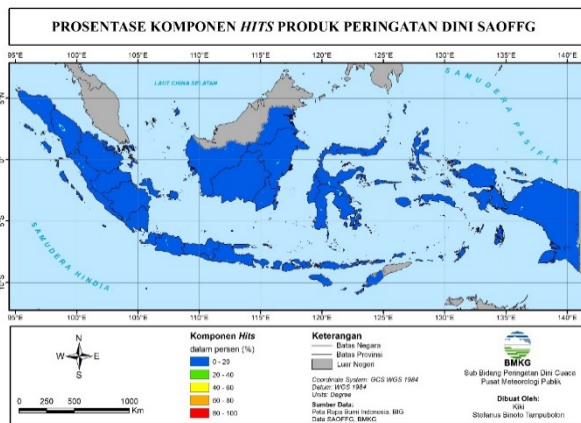 PROSENTASE KOMPONEN HITS PRODUK PERINGATAN DINI SAOFFG
95°E 100°E 105°E 110°E 115°E 120°E 125°E 130°E 135°E 140°E
LAUT CHINA SELATAN
SAMUDERA PASIFIK
SAMUDERA HINDIA
95°E 100°E 105°E 110°E 115°E 120°E 125°E 130°E 135°E 140°E
N
W E
S
0 250 500 1000
Km
Komponen Hits
dalam persen (%)
0 - 20
20 - 40
40 - 60
60 - 80
80 - 100
Keterangan
Batas Negara
Batas Provinsi
Luar Negeri
Coordinate System: GCS WGS 1984
Datum: WGS 1984
Units: Degree
Sumber Data:
Peta Rupa Bumi Indonesia, BIG
Data SAOFFG, BMKG
BMKG
Sub Bidang Peringatan Dini Cuaca
Pusat Meteorologi Publik
Dibuat Oleh:
Kiki
Stefanus Binoto Tampubolon